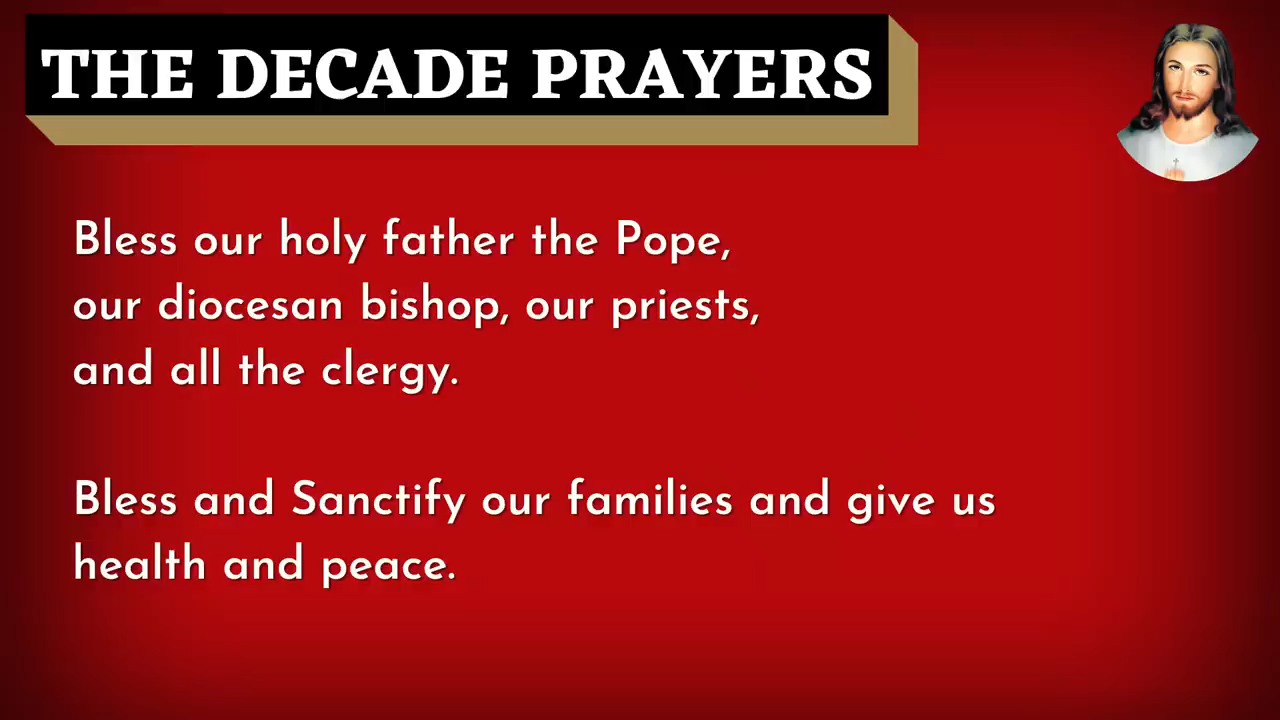 THE DECADE PRAYERS
Bless our holy father the Pope,
our diocesan bishop, our priests,
and all the clergy.
Bless and Sanctify our families and give us
health and peace.